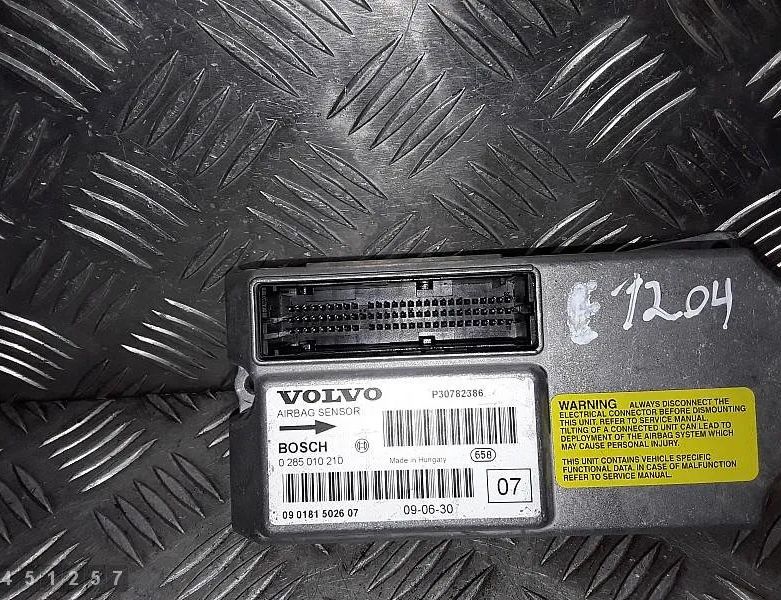 E 1204
VOLVO P30782386
AIRBAG SENSOR
BOSCH
0 285 010 210
Made in Hungary 658
07
09 0181 5026 07 09-06-30
WARNING ALWAYS DISCONNECT THE
ELECTRICAL CONNECTOR BEFORE DISMOUNTING
THIS UNIT. REFER TO SERVICE MANUAL.
TILTING OF A CONNECTED UNIT CAN LEAD TO
DEPLOYMENT OF THE AIRBAG SYSTEM WHICH
MAY CAUSE PERSONAL INJURY.
THIS UNIT CONTAINS VEHICLE SPECIFIC
FUNCTIONAL DATA. IN CASE OF MALFUNCTION
REFER TO SERVICE MANUAL.
451257